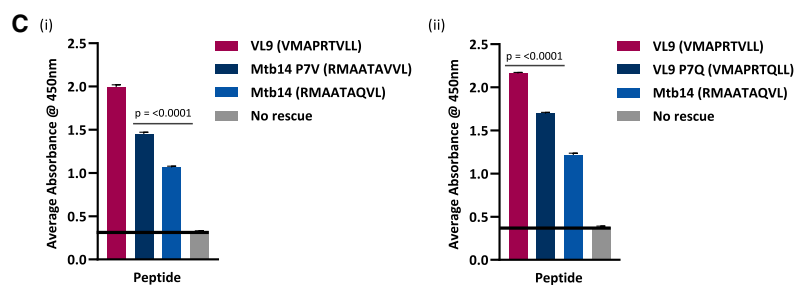 C (i)
2.5
2.0
1.5
1.0
0.5
0.0
Average Absorbance @ 450nm
p = <0.0001
Peptide
VL9 (VMAPRTVLL)
Mtb14 P7V (RMAATAVVL)
Mtb14 (RMAATAQVL)
No rescue
(ii)
2.5
2.0
1.5
1.0
0.5
0.0
Average Absorbance @ 450nm
p = <0.0001
Peptide
VL9 (VMAPRTVLL)
VL9 P7Q (VMAPRTQLL)
Mtb14 (RMAATAQVL)
No rescue